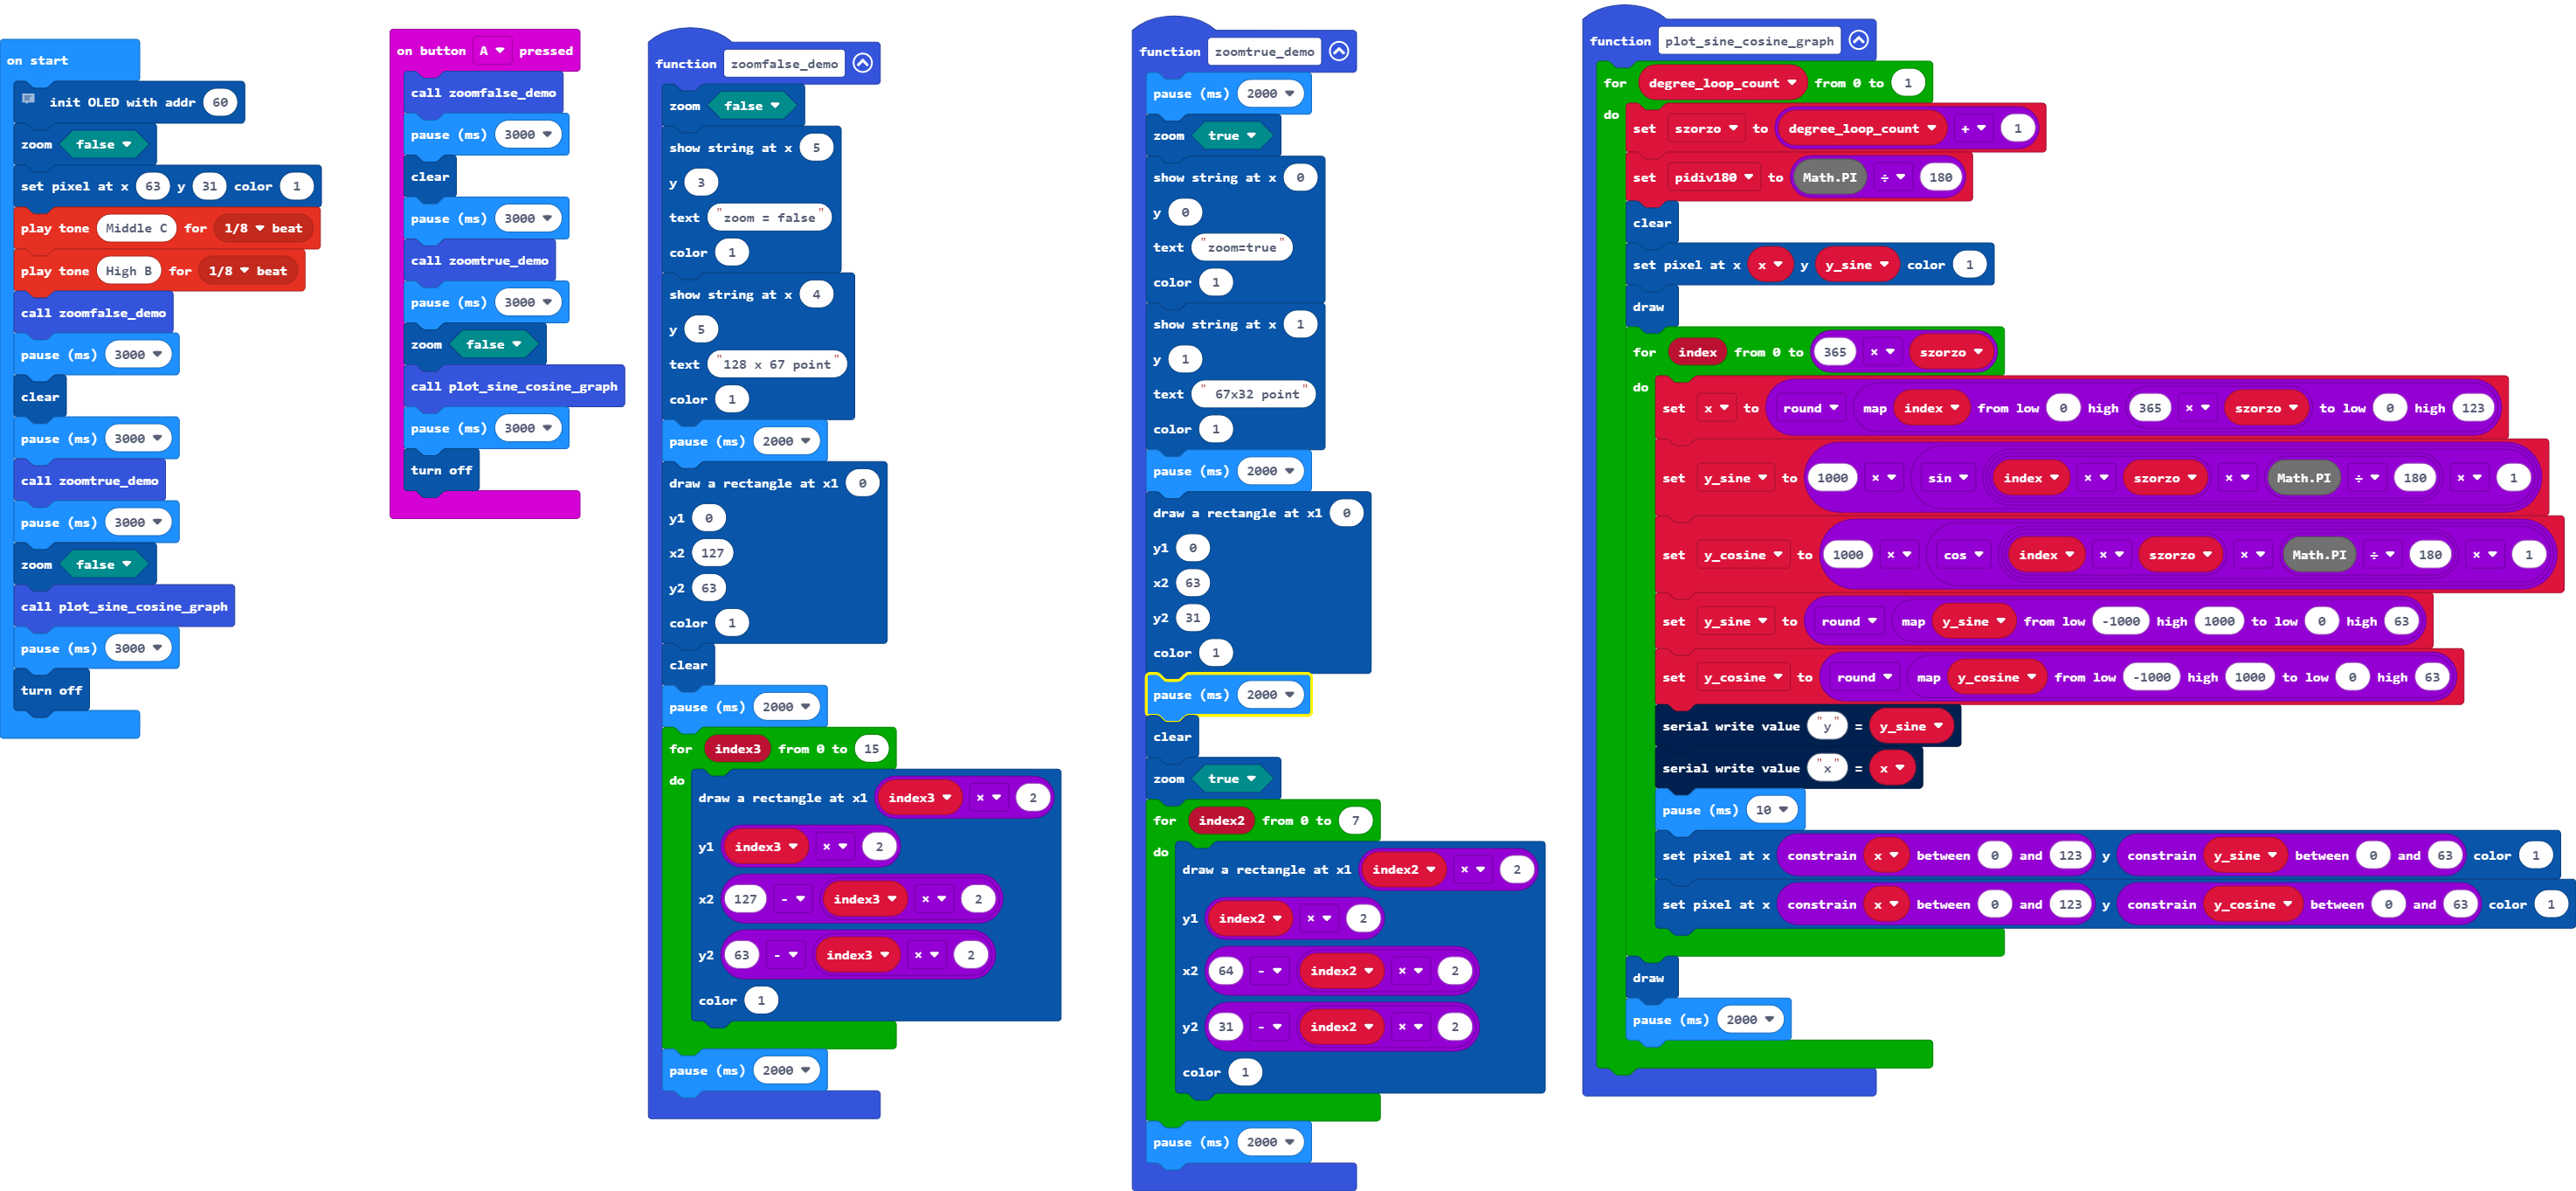 on start
init OLED with addr 60
zoom false
set pixel at x 63 y 31 color 1
play tone Middle C for 1/8 beat
play tone High B for 1/8 beat
call zoomfalse_demo
pause (ms) 3000
clear
pause (ms) 3000
call zoomtrue_demo
pause (ms) 3000
zoom false
call plot_sine_cosine_graph
pause (ms) 3000
turn off
on button A pressed
call zoomfalse_demo
pause (ms) 3000
clear
pause (ms) 3000
call zoomtrue_demo
pause (ms) 3000
zoom false
call plot_sine_cosine_graph
pause (ms) 3000
turn off
function zoomfalse_demo
zoom false
show string at x 5
y 3
text "zoom = false"
color 1
show string at x 4
y 5
text "128 x 67 point"
color 1
pause (ms) 2000
draw a rectangle at x1 0
y1 0
x2 127
y2 63
color 1
clear
pause (ms) 2000
for index3 from 0 to 15
do
draw a rectangle at x1 index3 × 2
y1 index3 × 2
x2 127 - index3 × 2
y2 63 - index3 × 2
color 1
pause (ms) 2000
function zoomtrue_demo
pause (ms) 2000
zoom true
show string at x 0
y 0
text "zoom=true"
color 1
show string at x 1
y 1
text " 67x32 point"
color 1
pause (ms) 2000
draw a rectangle at x1 0
y1 0
x2 63
y2 31
color 1
pause (ms) 2000
clear
zoom true
for index2 from 0 to 7
do
draw a rectangle at x1 index2 × 2
y1 index2 × 2
x2 64 - index2 × 2
y2 31 - index2 × 2
color 1
pause (ms) 2000
function plot_sine_cosine_graph
for degree_loop_count from 0 to 1
do
set szorzo to degree_loop_count + 1
set pidiv180 to Math.PI ÷ 180
clear
set pixel at x x y y_sine color 1
draw
for index from 0 to 365 × szorzo
do
set x to round map index from low 0 high 365 × szorzo to low 0 high 123
set y_sine to 1000 × sin index × szorzo × Math.PI ÷ 180 × 1
set y_cosine to 1000 × cos index × szorzo × Math.PI ÷ 180 × 1
set y_sine to round map y_sine from low -1000 high 1000 to low 0 high 63
set y_cosine to round map y_cosine from low -1000 high 1000 to low 0 high 63
serial write value "y" = y_sine
serial write value "x" = x
pause (ms) 10
set pixel at x constrain x between 0 and 123 y constrain y_sine between 0 and 63 color 1
set pixel at x constrain x between 0 and 123 y constrain y_cosine between 0 and 63 color 1
draw
pause (ms) 2000